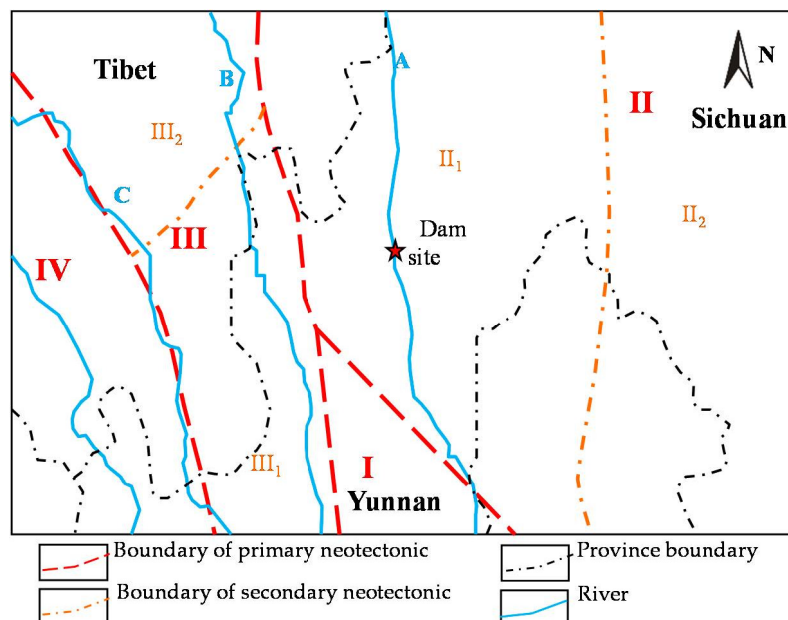 N
Tibet
A
B
II
Sichuan
III₂
II₁
C
II₂
Dam
site
III
IV
I
III₁
Yunnan
Boundary of primary neotectonic
Province boundary
Boundary of secondary neotectonic
River